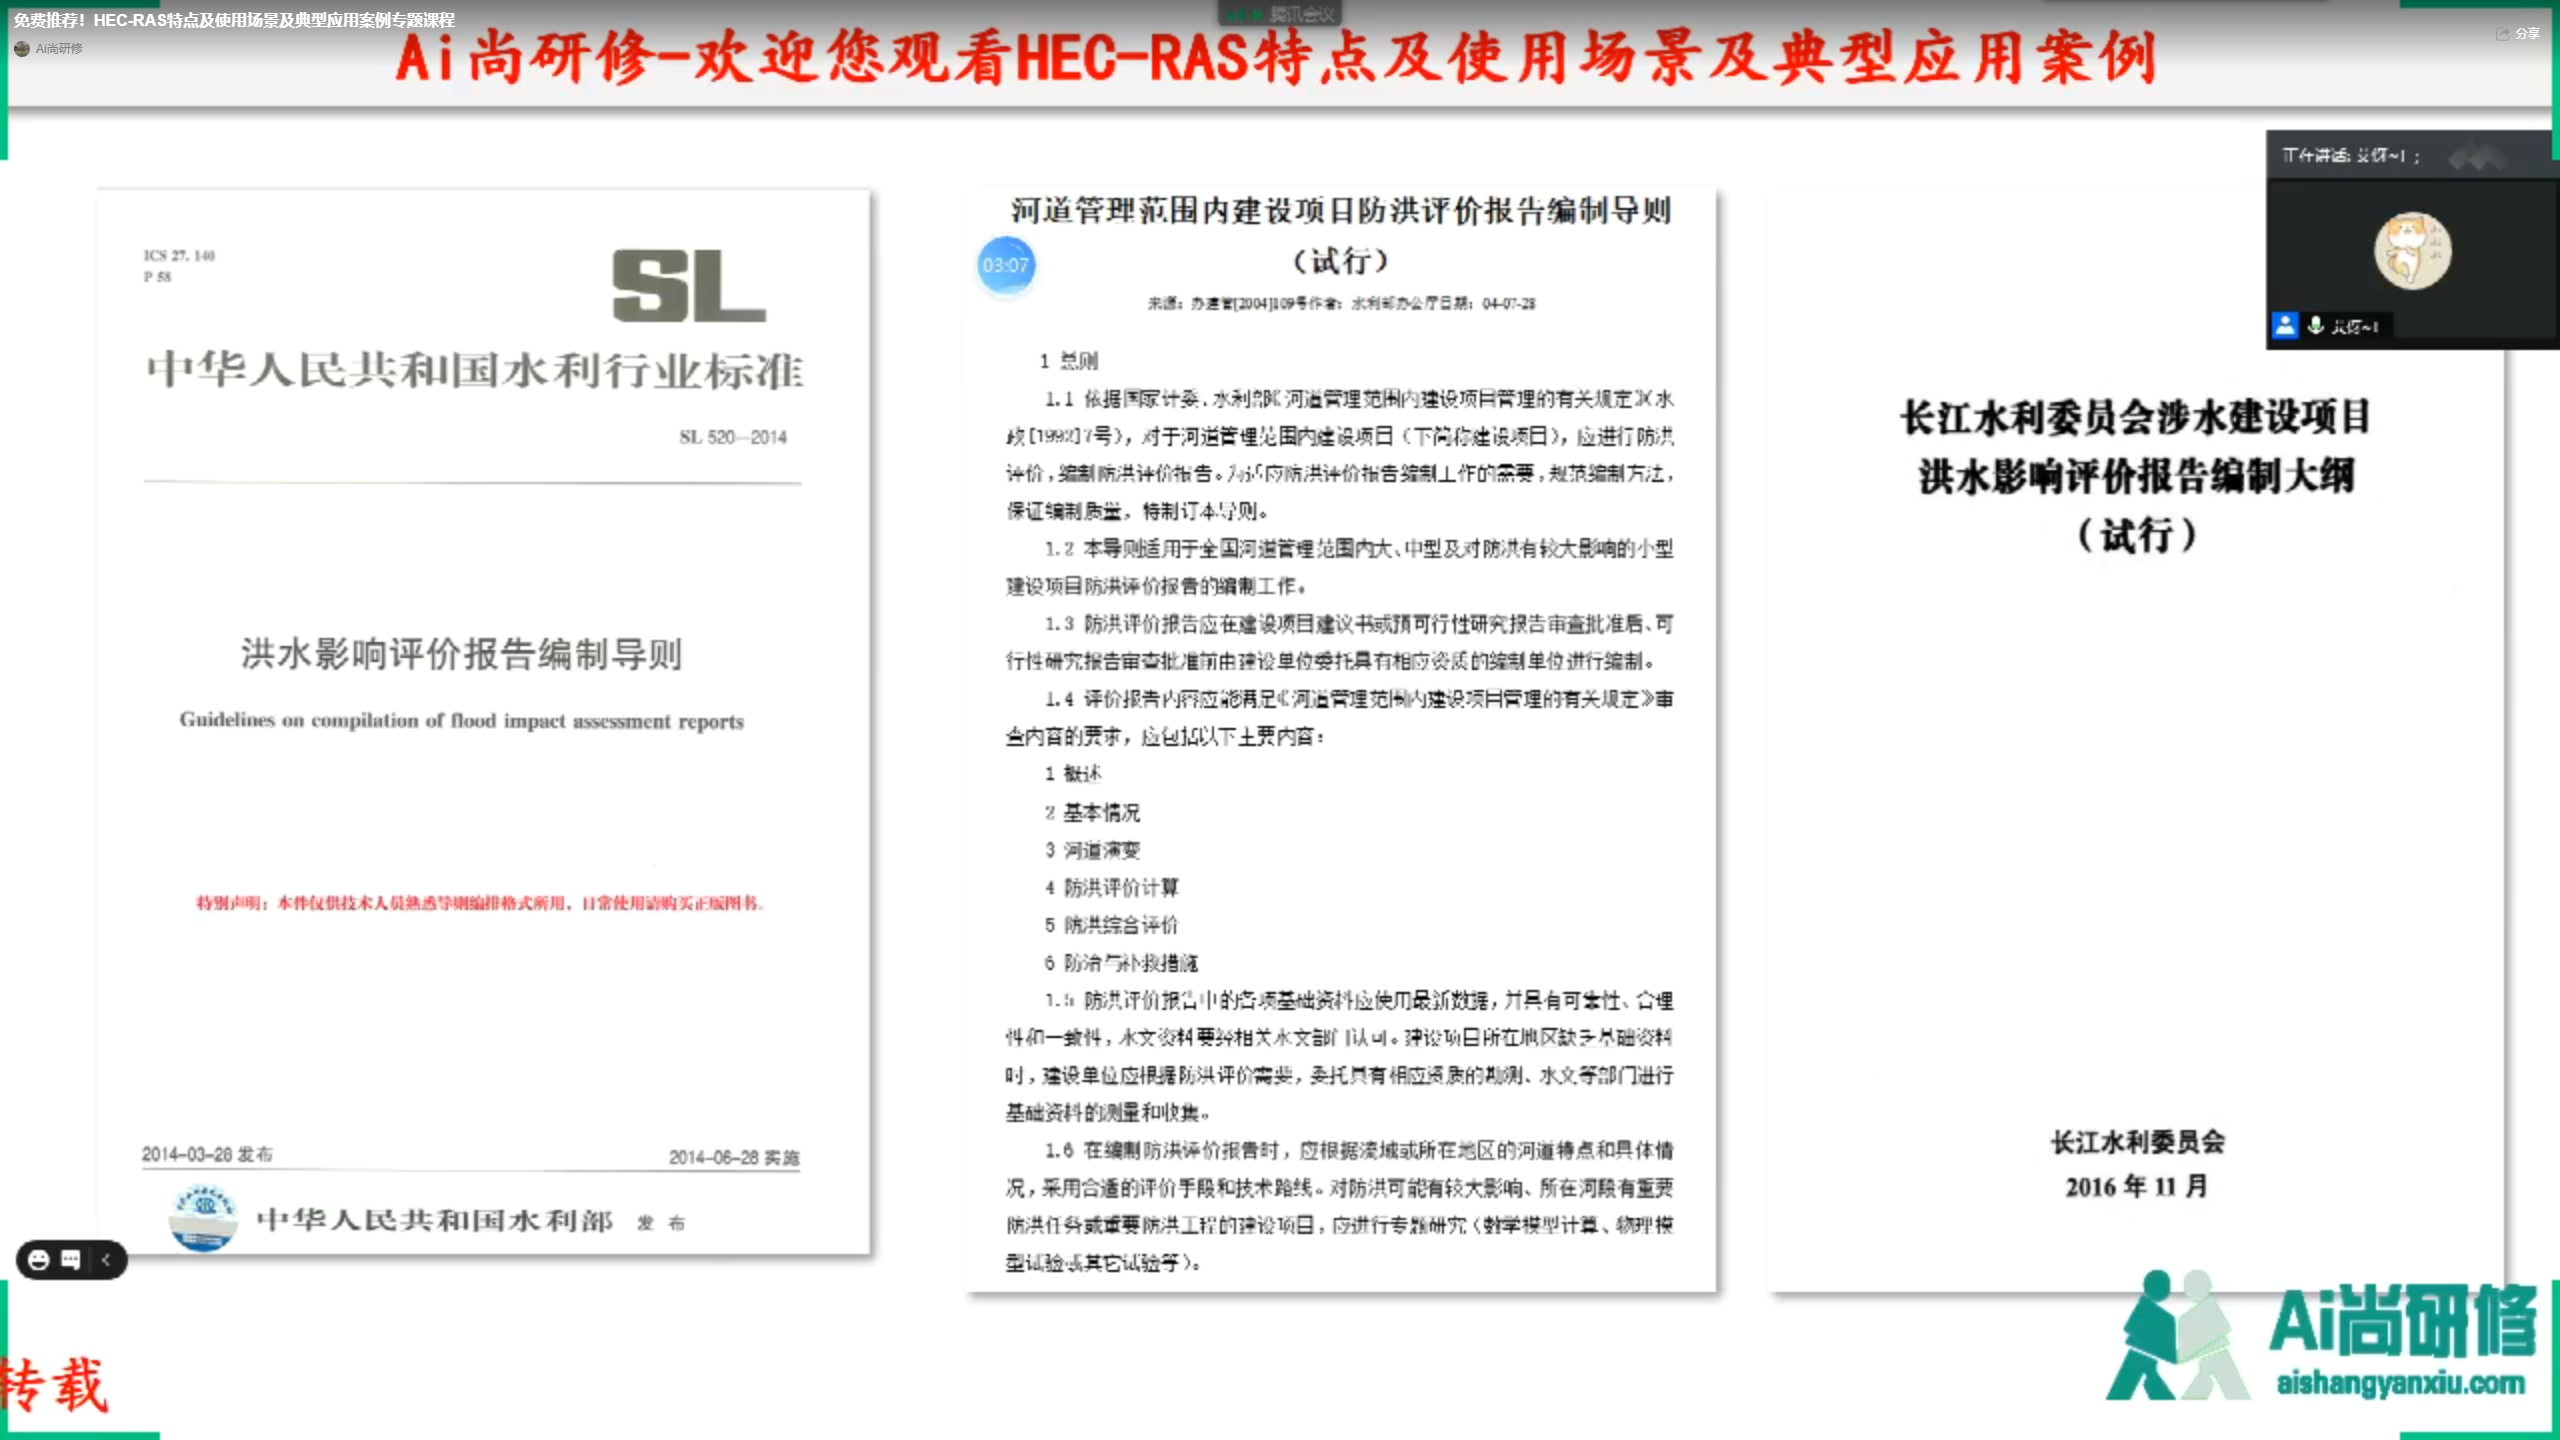 免费推荐！HEC-RAS特点及使用场景及典型应用案例专题课程
Ai尚研修
腾讯会议
分享
Ai尚研修-欢迎您观看HEC-RAS特点及使用场景及典型应用案例
正在讲话:
ICS 27.140
P 58
SL
中华人民共和国水利行业标准
SL 520—2014
洪水影响评价报告编制导则
Guidelines on compilation of flood impact assessment reports
特别声明：本件仅供技术人员熟悉导则编排格式所用，日常使用请购买正版图书。
2014-03-28 发布
2014-06-28 实施
中华人民共和国水利部 发 布
河道管理范围内建设项目防洪评价报告编制导则
（试行）
03:07
来源：办建管[2004]109号作者：水利部办公厅日期：04-07-28
1 总则
1.1 依据国家计委、水利部《河道管理范围内建设项目管理的有关规定》（水
政[1992]7号），对于河道管理范围内建设项目（下简称建设项目），应进行防洪
评价，编制防洪评价报告。为适应防洪评价报告编制工作的需要，规范编制方法，
保证编制质量，特制订本导则。
1.2 本导则适用于全国河道管理范围内大、中型及对防洪有较大影响的小型
建设项目防洪评价报告的编制工作。
1.3 防洪评价报告应在建设项目建议书或预可行性研究报告审查批准后、可
行性研究报告审查批准前由建设单位委托具有相应资质的编制单位进行编制。
1.4 评价报告内容应能满足《河道管理范围内建设项目管理的有关规定》审
查内容的要求，应包括以下主要内容：
1 概述
2 基本情况
3 河道演变
4 防洪评价计算
5 防洪综合评价
6 防治与补救措施
1.5 防洪评价报告中的各项基础资料应使用最新数据，并具有可靠性、合理
性和一致性，水文资料要经相关水文部门认可。建设项目所在地区缺乏基础资料
时，建设单位应根据防洪评价需要，委托具有相应资质的勘测、水文等部门进行
基础资料的测量和收集。
1.6 在编制防洪评价报告时，应根据流域或所在地区的河道特点和具体情
况，采用合适的评价手段和技术路线。对防洪可能有较大影响、所在河段有重要
防洪任务或重要防洪工程的建设项目，应进行专题研究（数学模型计算、物理模
型试验或其它试验等）。
长江水利委员会涉水建设项目
洪水影响评价报告编制大纲
（试行）
长江水利委员会
2016 年 11 月
转载
Ai尚研修
aishangyanxiu.com